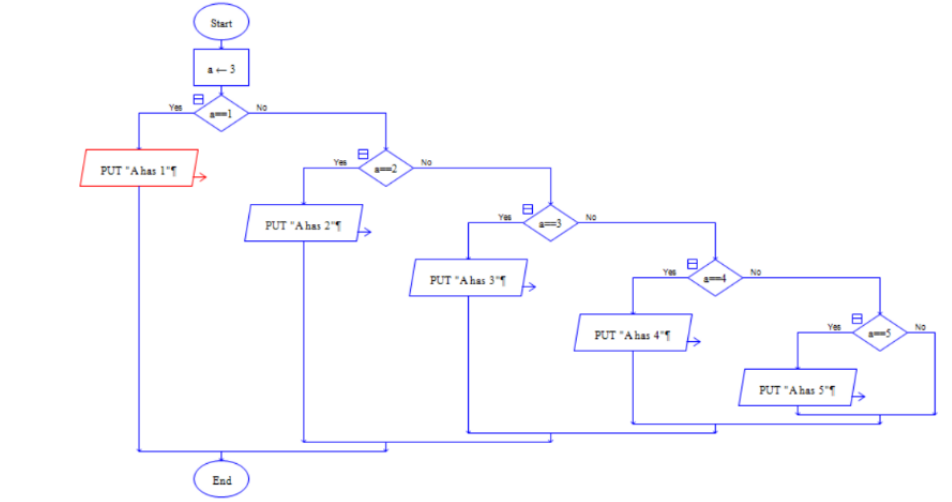 Start
a ← 3
Yes
a==1
No
PUT "A has 1"¶
Yes
a==2
No
PUT "A has 2"¶
Yes
a==3
No
PUT "A has 3"¶
Yes
a==4
No
PUT "A has 4"¶
Yes
a==5
No
PUT "A has 5"¶
End